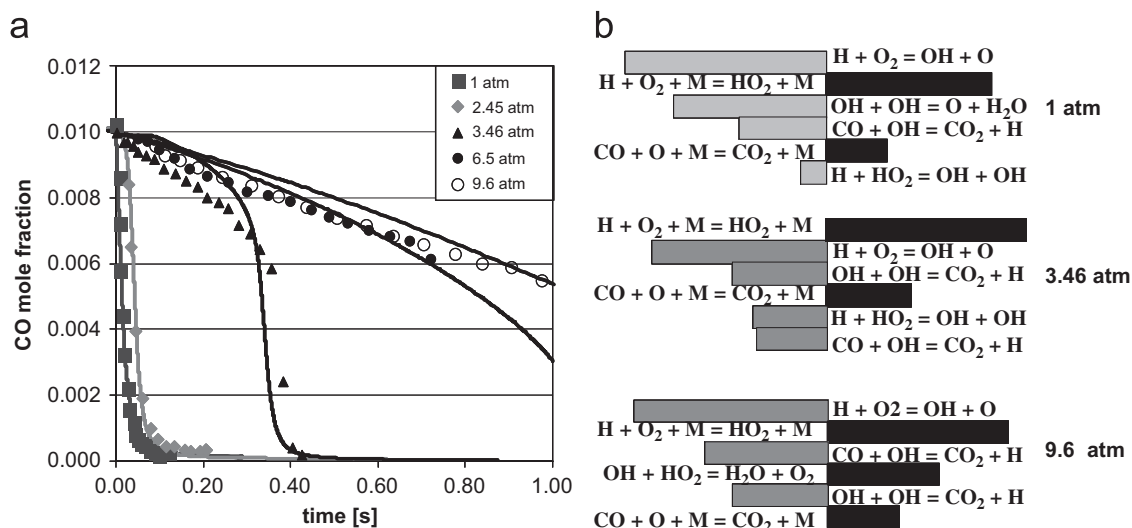 a
0.012
0.010
0.008
0.006
0.004
0.002
0.000
CO mole fraction
0.00 0.20 0.40 0.60 0.80 1.00
time [s]
1 atm
2.45 atm
3.46 atm
6.5 atm
9.6 atm
b
H + O₂ = OH + O
H + O₂ + M = HO₂ + M
OH + OH = O + H₂O
CO + OH = CO₂ + H
CO + O + M = CO₂ + M
H + HO₂ = OH + OH
1 atm
H + O₂ + M = HO₂ + M
H + O₂ = OH + O
OH + OH = CO₂ + H
CO + O + M = CO₂ + M
H + HO₂ = OH + OH
CO + OH = CO₂ + H
3.46 atm
H + O2 = OH + O
H + O₂ + M = HO₂ + M
CO + OH = CO₂ + H
OH + HO₂ = H₂O + O₂
OH + OH = CO₂ + H
CO + O + M = CO₂ + M
9.6 atm